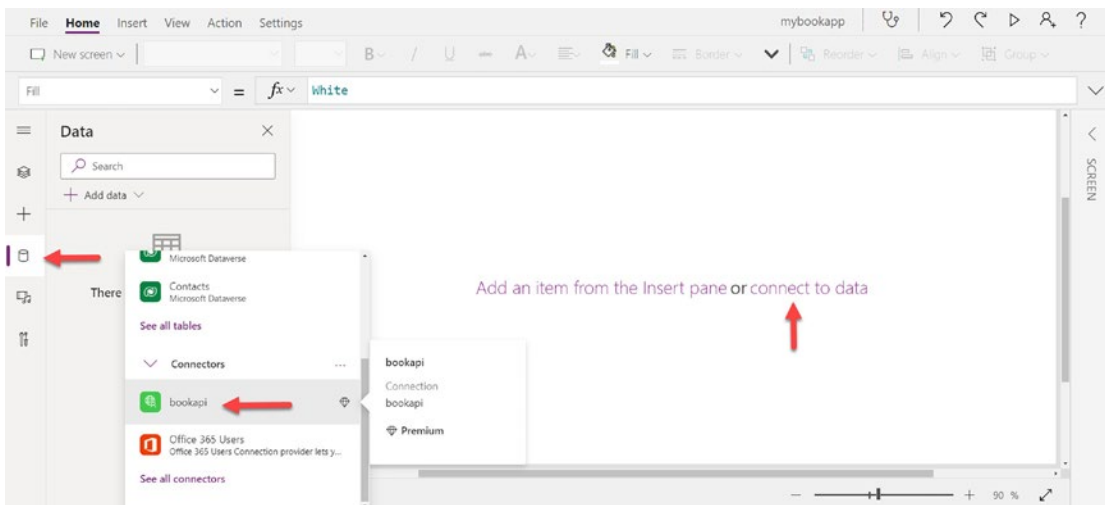 File Home Insert View Action Settings mybookapp ?
New screen B / U abc A Fill Border Reorder Align Group
Fill = fx White
Data
Search
Add data
There
Microsoft Dataverse
Contacts
Microsoft Dataverse
See all tables
Connectors ...
bookapi
Office 365 Users
Office 365 Users Connection provider lets y...
See all connectors
bookapi
Connection
bookapi
Premium
Add an item from the Insert pane or connect to data
SCREEN
90 %